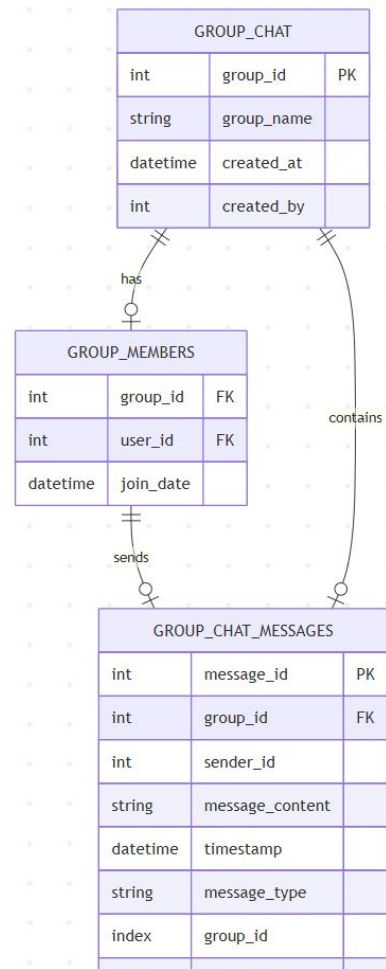 GROUP_CHAT
int group_id PK
string group_name
datetime created_at
int created_by
has
GROUP_MEMBERS
int group_id FK
int user_id FK
datetime join_date
contains
sends
GROUP_CHAT_MESSAGES
int message_id PK
int group_id FK
int sender_id
string message_content
datetime timestamp
string message_type
index group_id